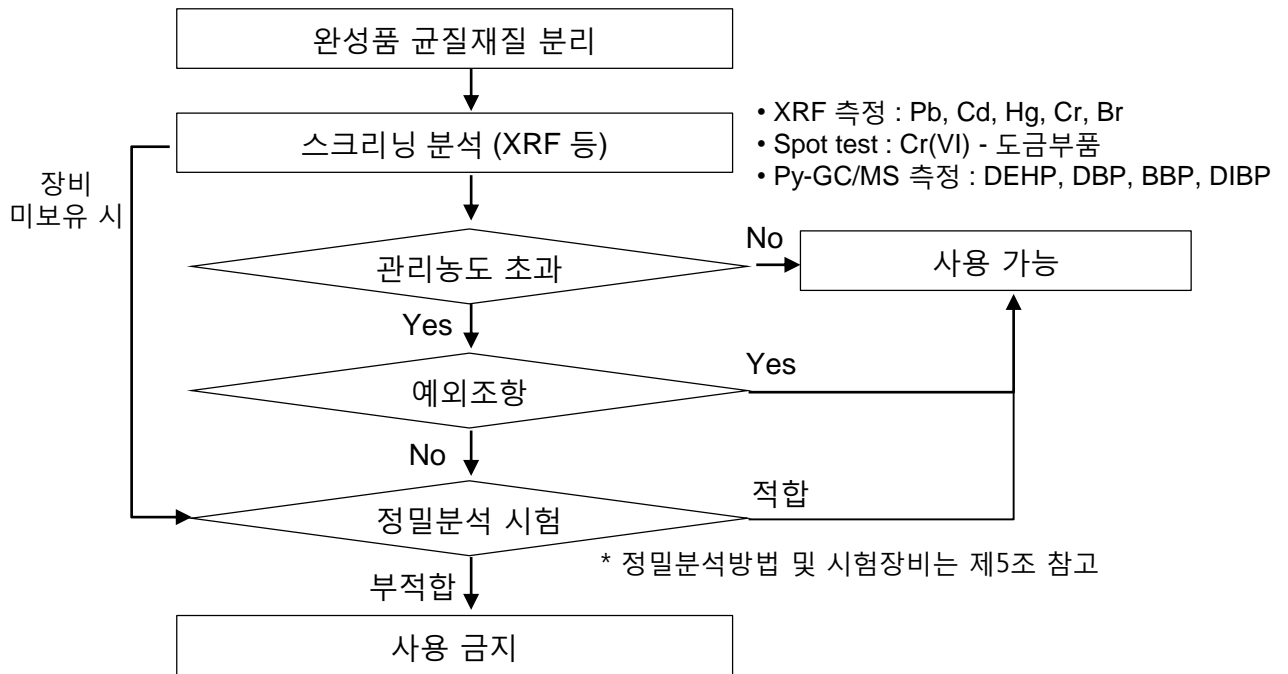 완성품 균질재질 분리
스크리닝 분석 (XRF 등)
• XRF 측정 : Pb, Cd, Hg, Cr, Br
• Spot test : Cr(VI) - 도금부품
• Py-GC/MS 측정 : DEHP, DBP, BBP, DIBP
장비
미보유 시
관리농도 초과
No
사용 가능
Yes
예외조항
Yes
No
정밀분석 시험
적합
* 정밀분석방법 및 시험장비는 제5조 참고
부적합
사용 금지